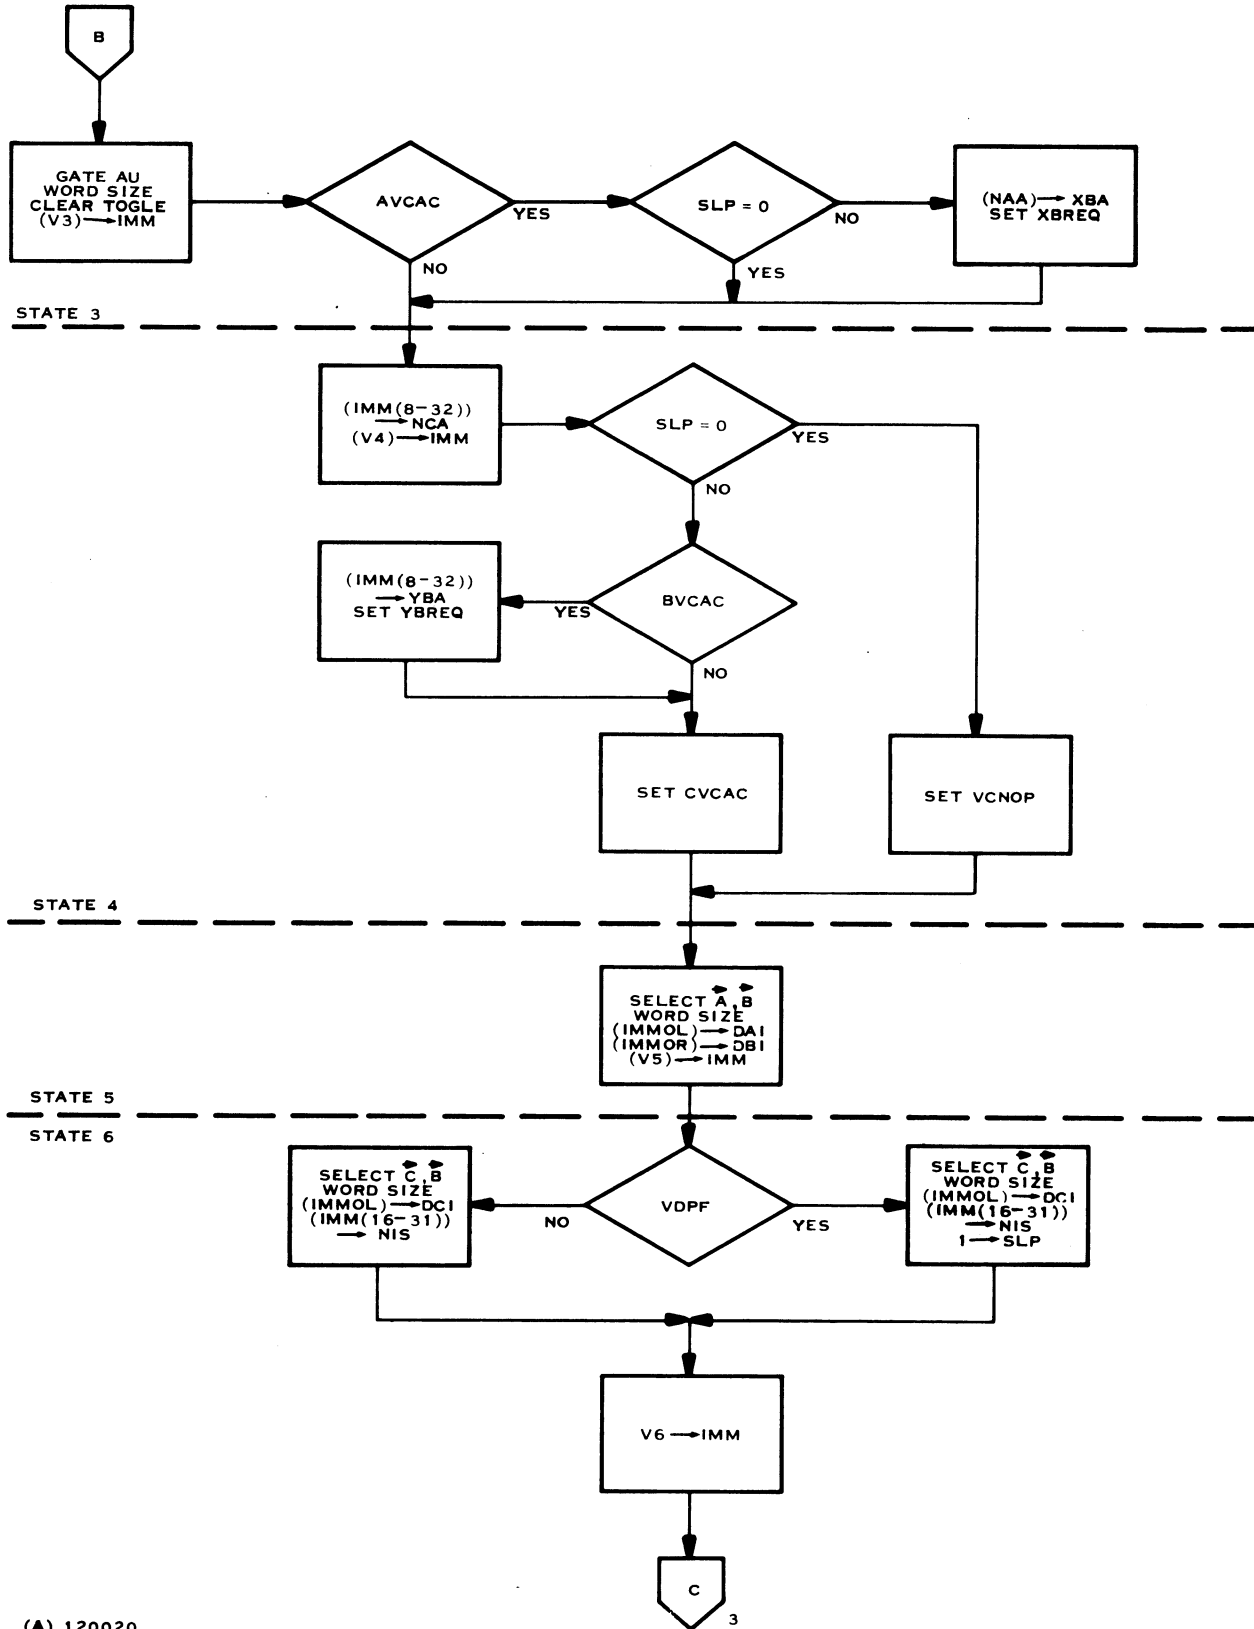 B
GATE AU
WORD SIZE
CLEAR TOGLE
(V3)→IMM
AVCAC
YES
NO
SLP = 0
NO
YES
(NAA)→ XBA
SET XBREQ
STATE 3
(IMM(8-32))
→NCA
(V4)→IMM
SLP = 0
YES
NO
(IMM(8-32))
→YBA
SET YBREQ
YES
BVCAC
NO
SET CVCAC
SET VCNOP
STATE 4
SELECT A⃗,B⃗
WORD SIZE
(IMMOL)→DAI
(IMMOR)→DBI
(V5)→IMM
STATE 5
STATE 6
SELECT C⃗,B⃗
WORD SIZE
(IMMOL)→DCI
(IMM(16-31))
→ NIS
NO
VDPF
YES
SELECT C⃗,B⃗
WORD SIZE
(IMMOL)→DCI
(IMM(16-31))
→NIS
1→SLP
V6→IMM
C
3
(A) 120020